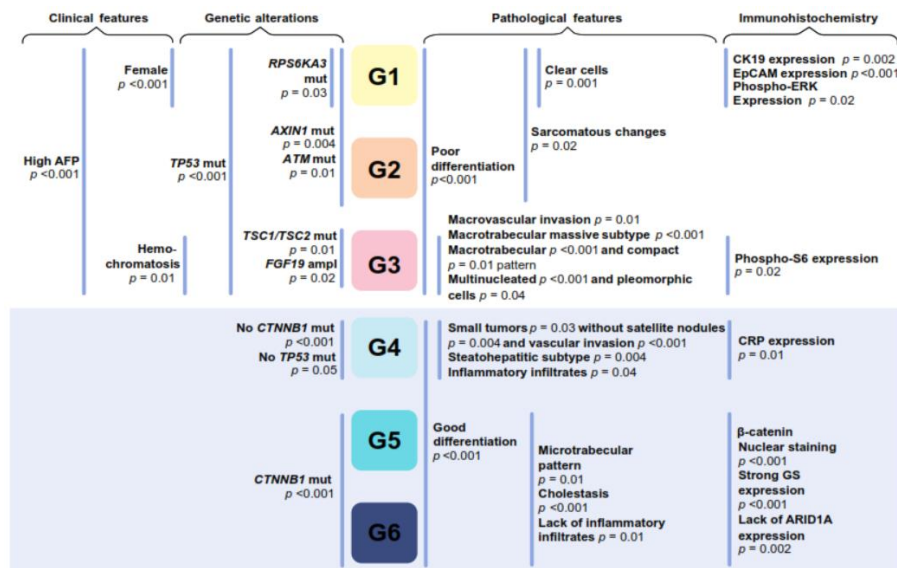 Clinical features
Genetic alterations
Pathological features
Immunohistochemistry
High AFP
p <0.001
Female
p <0.001
Hemo-
chromatosis
p = 0.01
TP53 mut
p <0.001
RPS6KA3
mut
p = 0.03
AXIN1 mut
p = 0.004
ATM mut
p = 0.01
TSC1/TSC2 mut
p = 0.01
FGF19 ampl
p = 0.02
No CTNNB1 mut
p <0.001
No TP53 mut
p = 0.05
CTNNB1 mut
p <0.001
G1
G2
G3
G4
G5
G6
Poor
differentiation
p<0.001
Clear cells
p = 0.001
Sarcomatous changes
p = 0.02
Macrovascular invasion p = 0.01
Macrotrabecular massive subtype p <0.001
Macrotrabecular p <0.001 and compact
p = 0.01 pattern
Multinucleated p <0.001 and pleomorphic
cells p = 0.04
Small tumors p = 0.03 without satellite nodules
p = 0.004 and vascular invasion p <0.001
Steatohepatitic subtype p = 0.004
Inflammatory infiltrates p = 0.04
Good
differentiation
p <0.001
Microtrabecular
pattern
p = 0.01
Cholestasis
p <0.001
Lack of inflammatory
infiltrates p = 0.01
CK19 expression p = 0.002
EpCAM expression p <0.001
Phospho-ERK
Expression p = 0.02
Phospho-S6 expression
p = 0.02
CRP expression
p = 0.01
β-catenin
Nuclear staining
p <0.001
Strong GS
expression
p <0.001
Lack of ARID1A
expression
p = 0.002